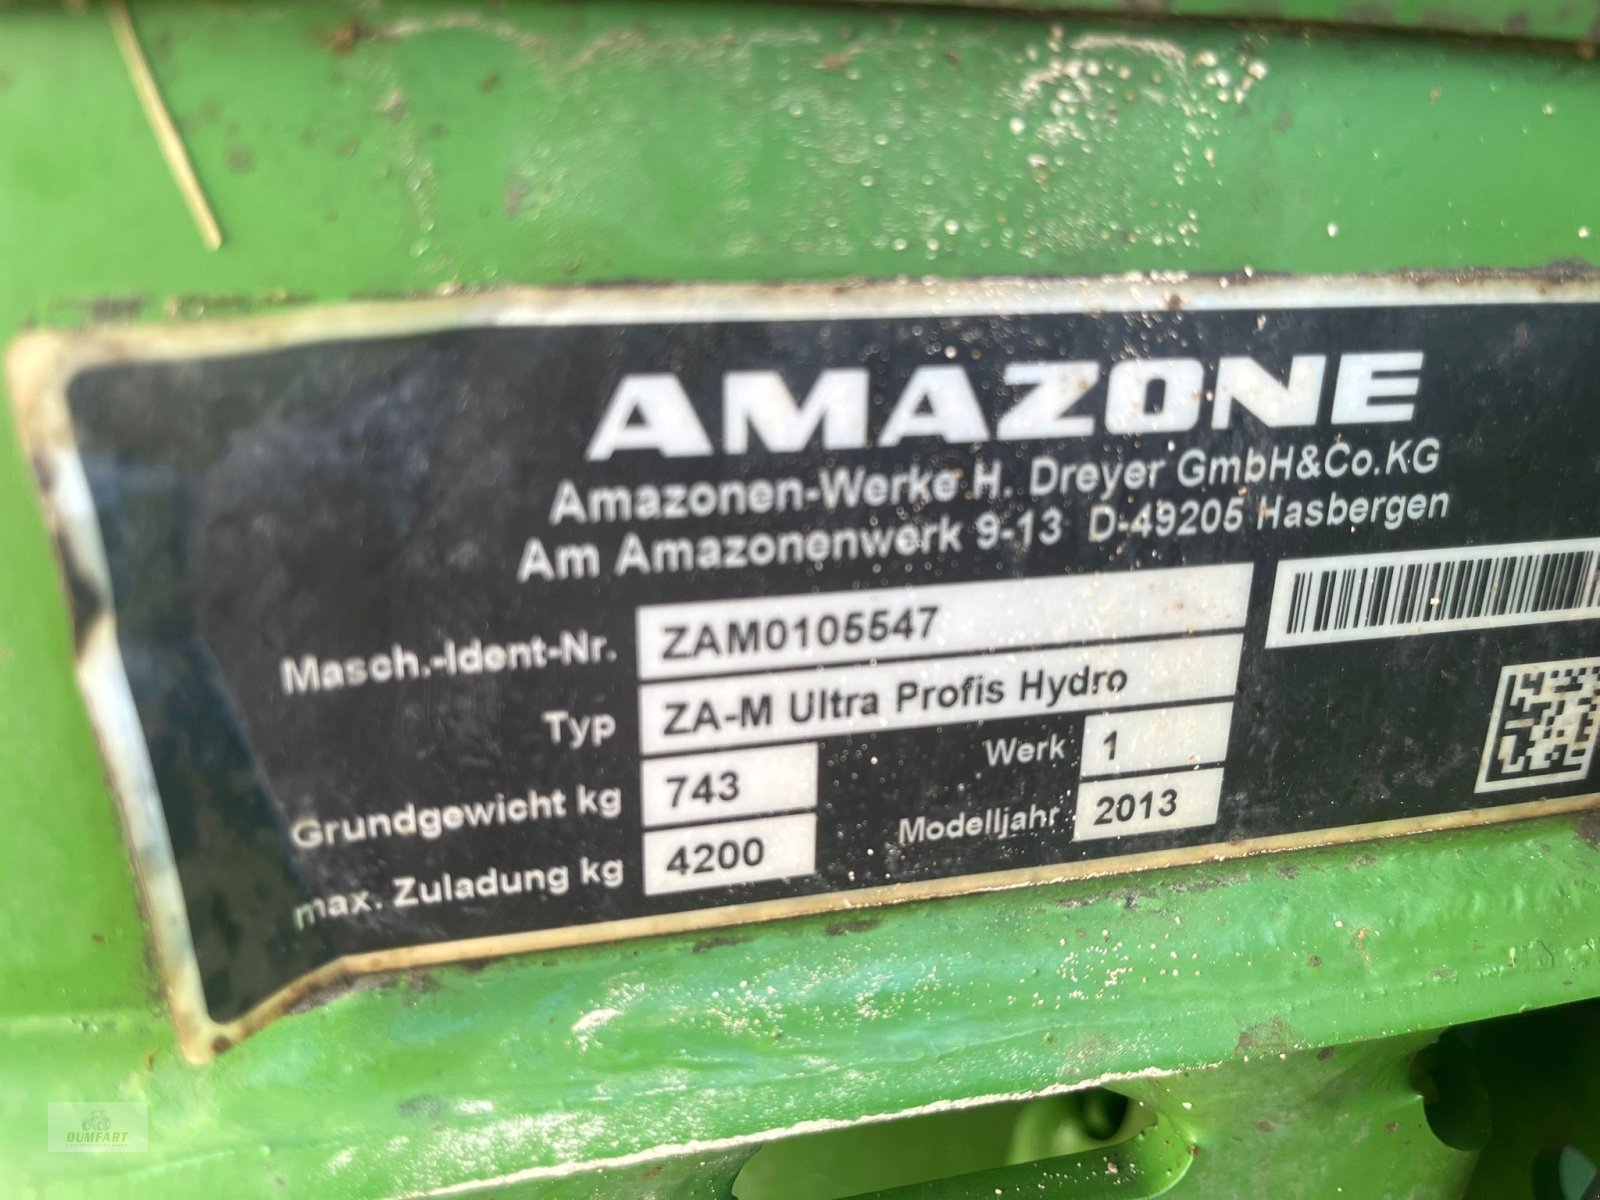 AMAZONE
Amazonen-Werke H. Dreyer GmbH&Co.KG
Am Amazonenwerk 9-13 D-49205 Hasbergen
Masch.-Ident-Nr. ZAM0105547
Typ ZA-M Ultra Profis Hydro
Grundgewicht kg 743 Werk 1
max. Zuladung kg 4200 Modelljahr 2013
DUMFART